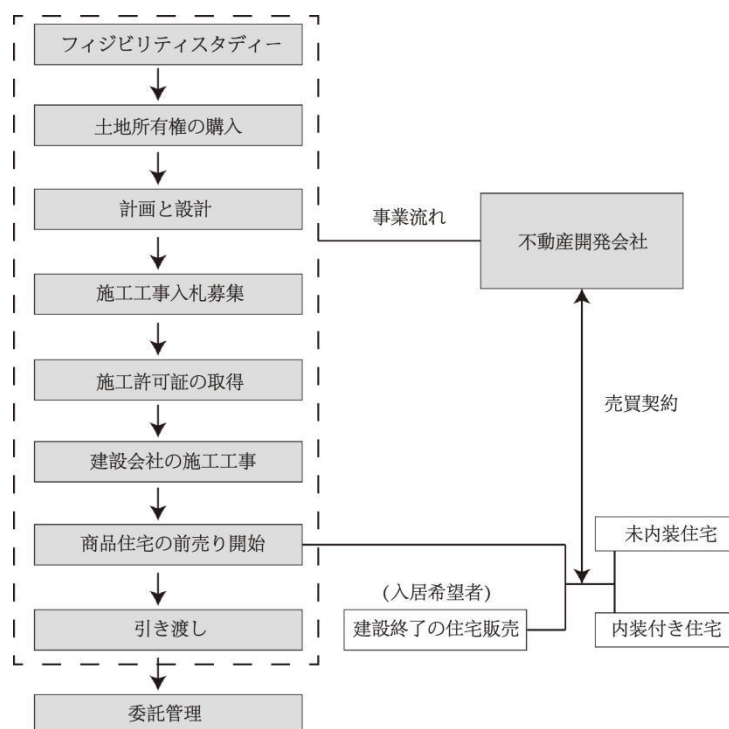 フィジビリティスタディー
土地所有権の購入
計画と設計
施工工事入札募集
施工許可証の取得
建設会社の施工工事
商品住宅の前売り開始
引き渡し
委託管理
事業流れ
不動産開発会社
売買契約
未内装住宅
(入居希望者)
建設終了の住宅販売
内装付き住宅